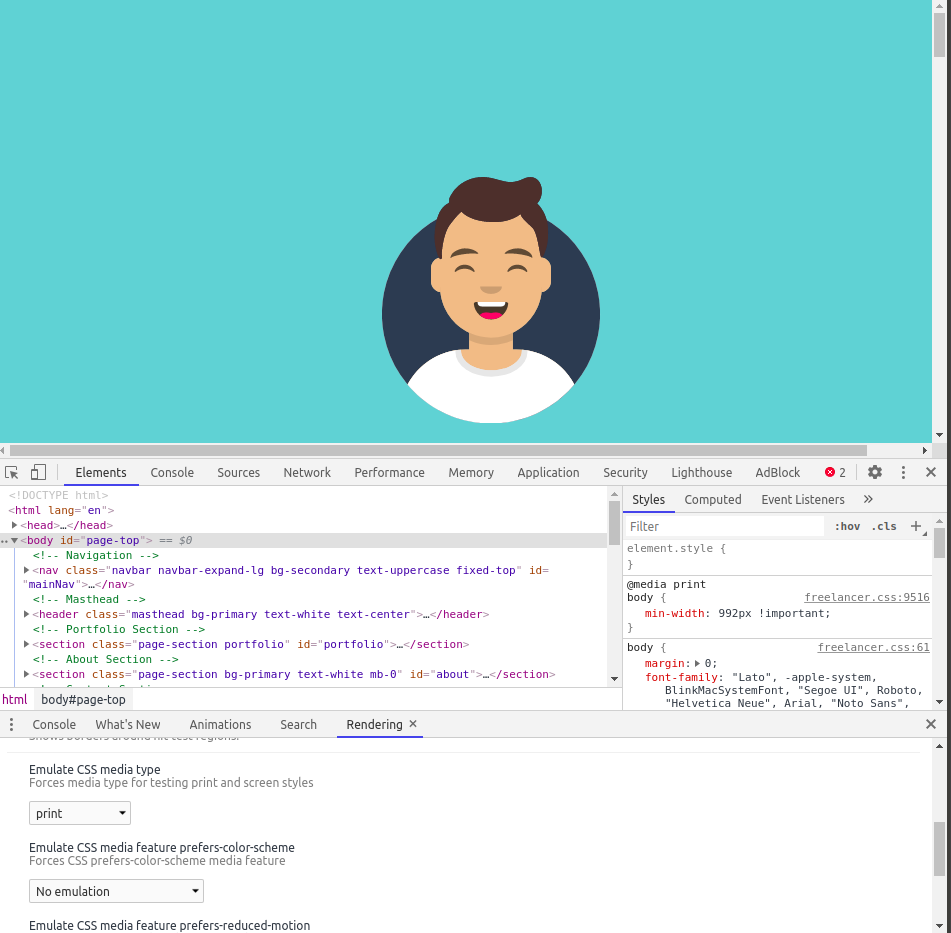 Elements Console Sources Network Performance Memory Application Security Lighthouse AdBlock 2
<!DOCTYPE html>
<html lang="en">
<head>…</head>
<body id="page-top"> == $0
<!-- Navigation -->
<nav class="navbar navbar-expand-lg bg-secondary text-uppercase fixed-top" id=
"mainNav">…</nav>
<!-- Masthead -->
<header class="masthead bg-primary text-white text-center">…</header>
<!-- Portfolio Section -->
<section class="page-section portfolio" id="portfolio">…</section>
<!-- About Section -->
<section class="page-section bg-primary text-white mb-0" id="about">…</section>
html body#page-top
Styles Computed Event Listeners »
Filter :hov .cls +
element.style {
}
@media print
body { freelancer.css:9516
min-width: 992px !important;
}
body { freelancer.css:61
margin: 0;
font-family: "Lato", -apple-system,
BlinkMacSystemFont, "Segoe UI", Roboto,
"Helvetica Neue", Arial, "Noto Sans",
Console What's New Animations Search Rendering ×
Shows borders around hit test regions.
Emulate CSS media type
Forces media type for testing print and screen styles
print
Emulate CSS media feature prefers-color-scheme
Forces CSS prefers-color-scheme media feature
No emulation
Emulate CSS media feature prefers-reduced-motion